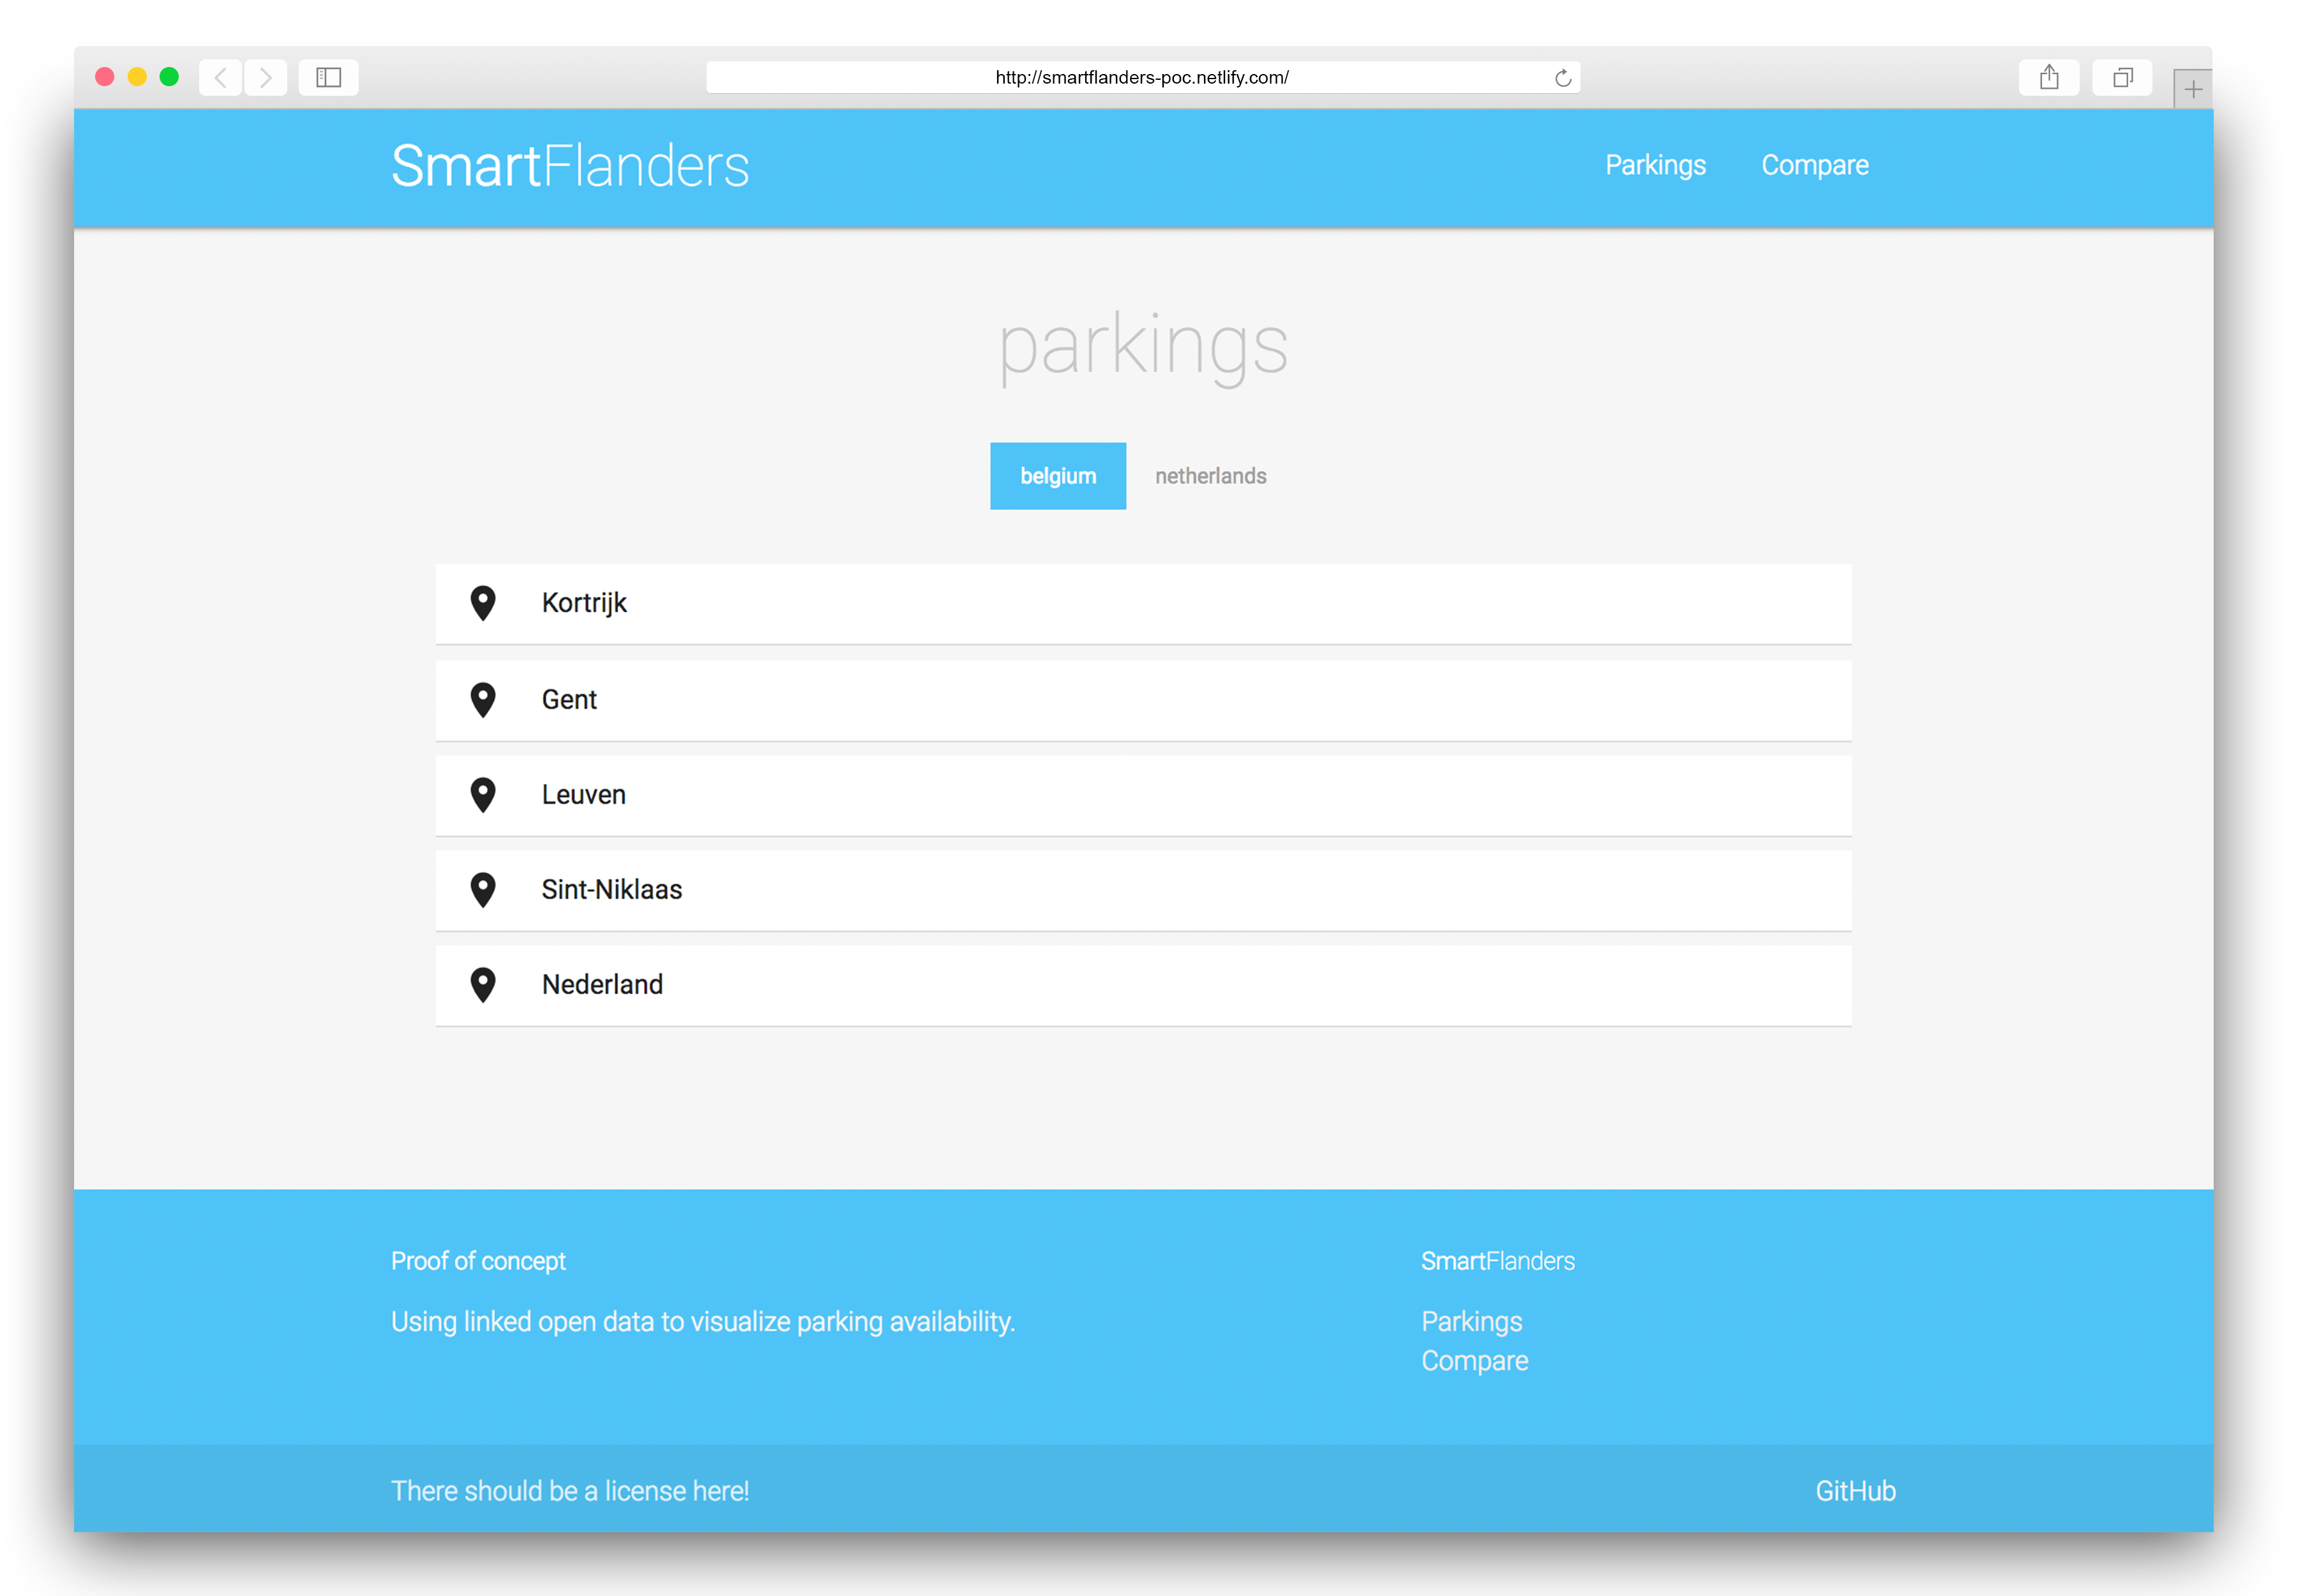 http://smartflanders-poc.netlify.com/
SmartFlanders
Parkings
Compare
parkings
belgium
netherlands
Kortrijk
Gent
Leuven
Sint-Niklaas
Nederland
Proof of concept
Using linked open data to visualize parking availability.
SmartFlanders
Parkings
Compare
There should be a license here!
GitHub